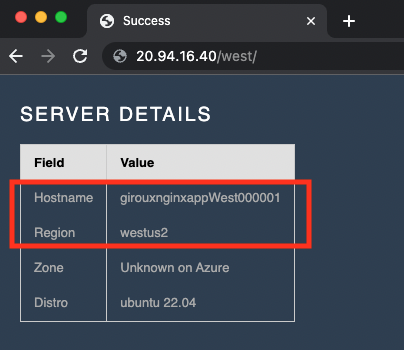 Success
20.94.16.40/west/
SERVER DETAILS
Field Value
Hostname girouxnginxappWest000001
Region westus2
Zone Unknown on Azure
Distro ubuntu 22.04